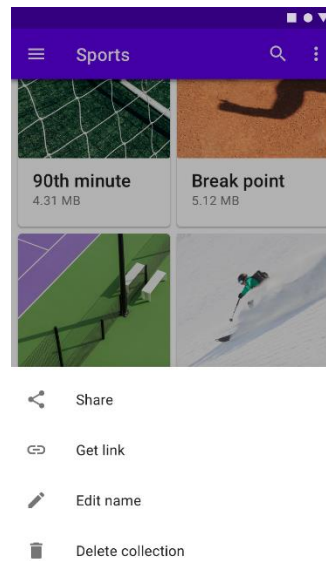 Sports
90th minute
4.31 MB
Break point
5.12 MB
Share
Get link
Edit name
Delete collection